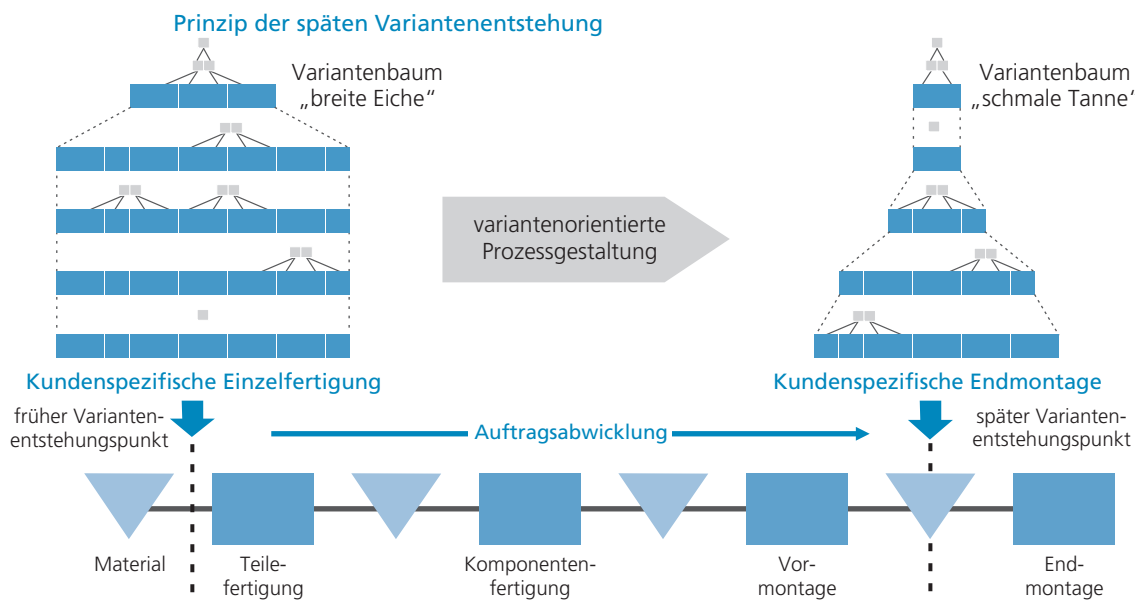 Prinzip der späten Variantenentstehung
Variantenbaum
„breite Eiche“
Variantenbaum
„schmale Tanne‘
variantenorientierte
Prozessgestaltung
Kundenspezifische Einzelfertigung
Kundenspezifische Endmontage
früher Varianten-
entstehungspunkt
Auftragsabwicklung
später Varianten-
entstehungspunkt
Material
Teile-
fertigung
Komponenten-
fertigung
Vor-
montage
End-
montage